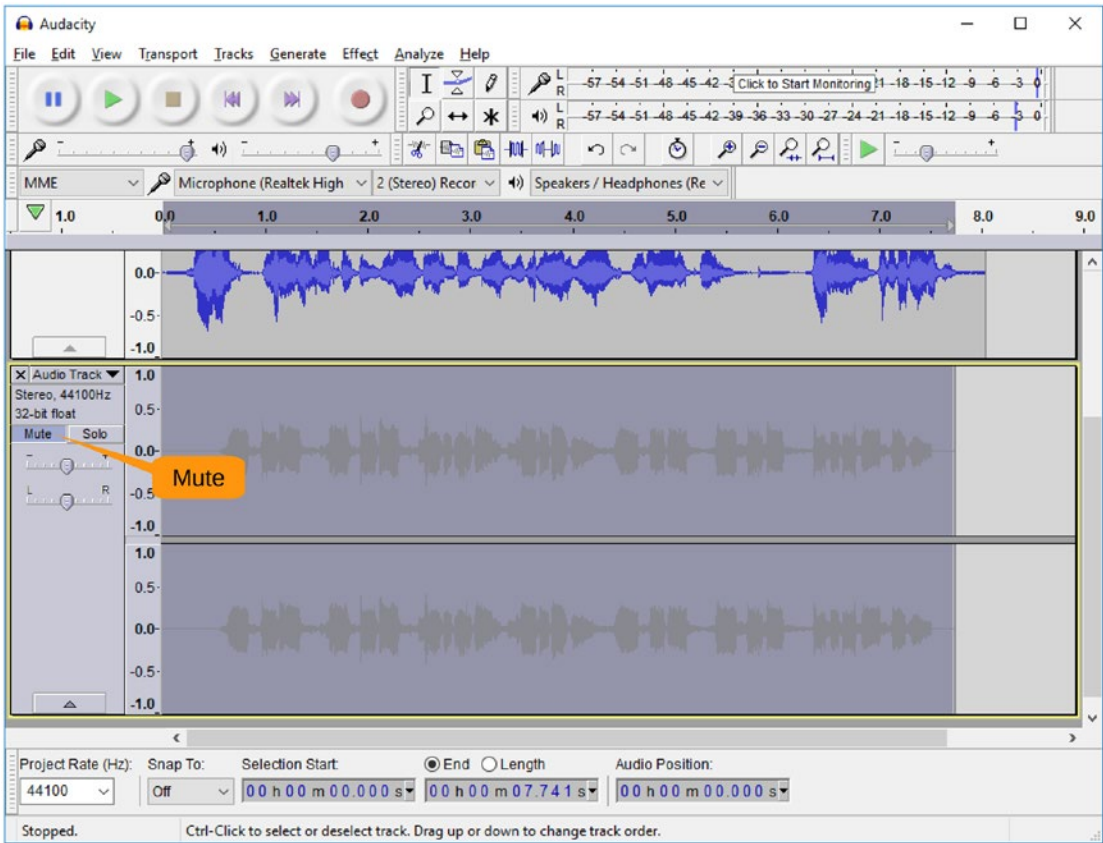 Audacity
File Edit View Transport Tracks Generate Effect Analyze Help
L R -57 -54 -51 -48 -45 -42 -3 Click to Start Monitoring 1 -18 -15 -12 -9 -6 -3 0
L R -57 -54 -51 -48 -45 -42 -39 -36 -33 -30 -27 -24 -21 -18 -15 -12 -9 -6 -3 0
MME Microphone (Realtek High 2 (Stereo) Recor Speakers / Headphones (Re
1.0 0.0 1.0 2.0 3.0 4.0 5.0 6.0 7.0 8.0 9.0
0.0
-0.5
-1.0
Audio Track 1.0
Stereo, 44100Hz
32-bit float 0.5
Mute Solo
- + 0.0
Mute
L R -0.5
-1.0
1.0
0.5
0.0
-0.5
-1.0
Project Rate (Hz): Snap To: Selection Start: End Length Audio Position:
44100 Off 00 h 00 m 00.000 s 00 h 00 m 07.741 s 00 h 00 m 00.000 s
Stopped. Ctrl-Click to select or deselect track. Drag up or down to change track order.